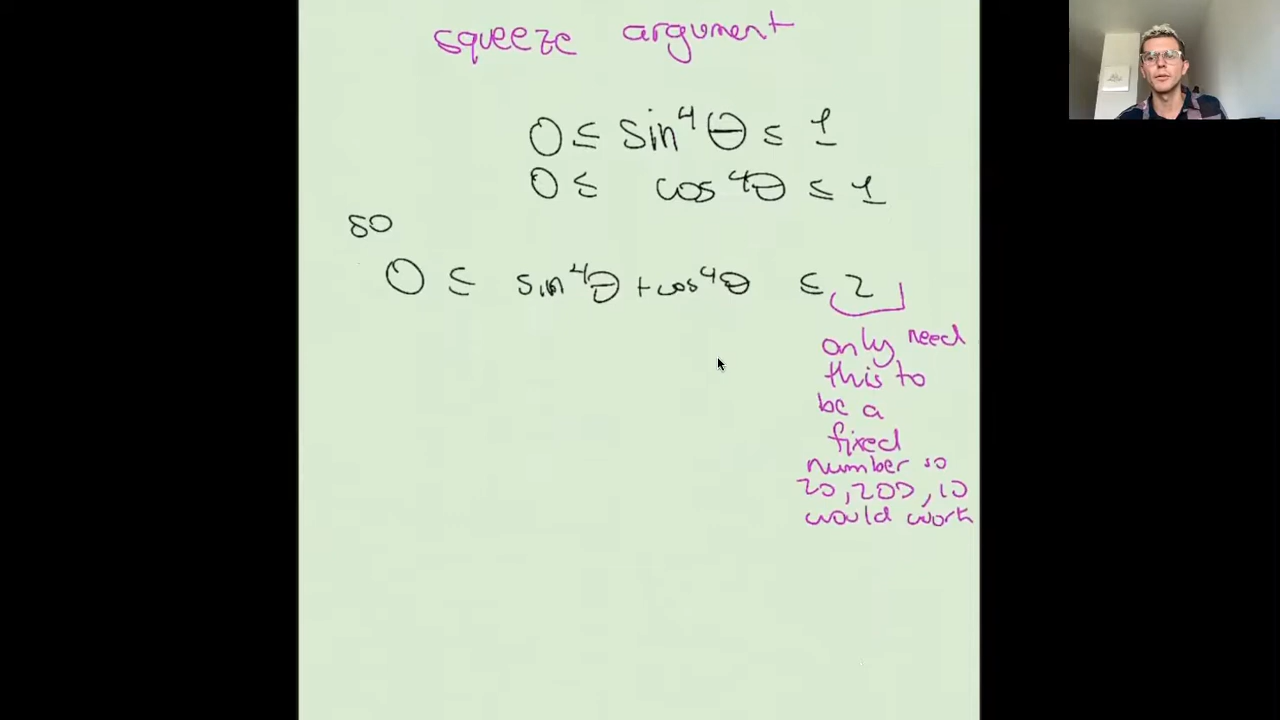 squeeze argument
0 ≤ sin⁴θ ≤ 1
0 ≤ cos⁴θ ≤ 1
so
0 ≤ sin⁴θ + cos⁴θ ≤ 2
only need
this to
be a
fixed
number so
20, 200, 10
would work